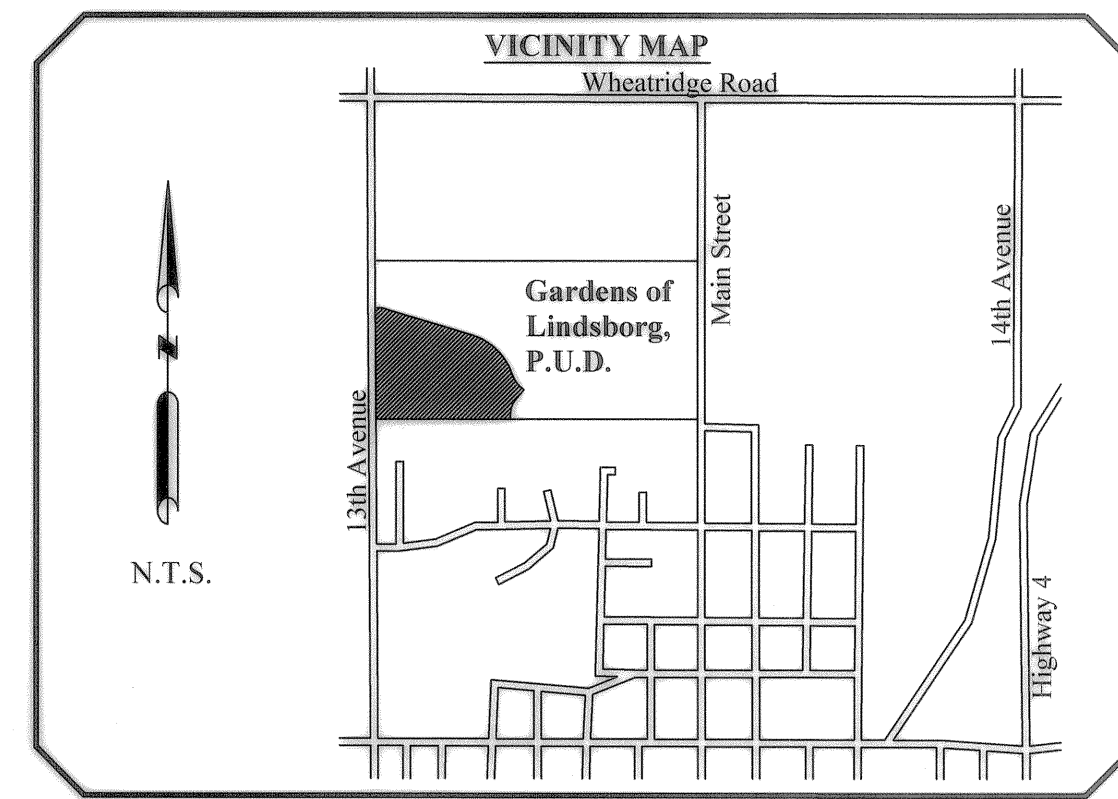 VICINITY MAP
Wheatridge Road
Main Street
14th Avenue
Gardens of
Lindsborg,
P.U.D.
13th Avenue
N
N.T.S.
Highway 4